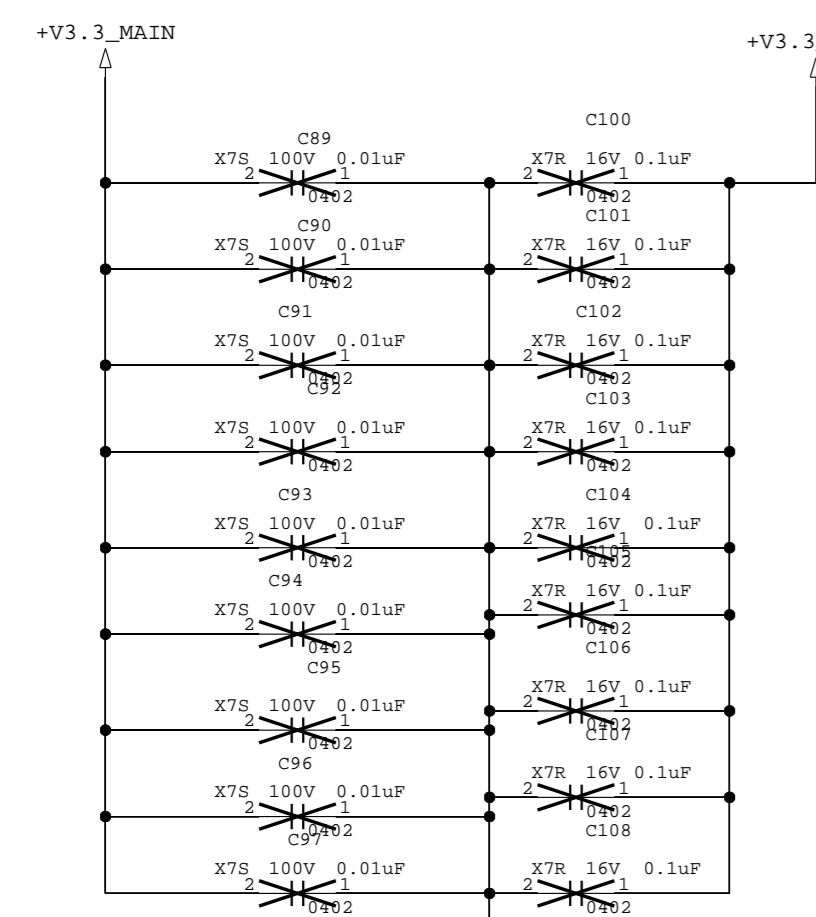 +V3.3_MAIN
+V3.3_
C100
C89
X7S 100V 0.01uF
X7R 16V 0.1uF
2 1
2 1
0402
0402
C101
C90
X7S 100V 0.01uF
X7R 16V 0.1uF
2 1
2 1
0402
0402
C91
C102
X7S 100V 0.01uF
X7R 16V 0.1uF
2 1
2 1
0402
0402
C92
C103
X7S 100V 0.01uF
X7R 16V 0.1uF
2 1
2 1
0402
0402
C93
C104
X7S 100V 0.01uF
X7R 16V 0.1uF
2 1
2 1
0402
0402
C94
C105
X7S 100V 0.01uF
X7R 16V 0.1uF
2 1
2 1
0402
0402
C95
C106
X7S 100V 0.01uF
X7R 16V 0.1uF
2 1
2 1
0402
0402
C96
C107
X7S 100V 0.01uF
X7R 16V 0.1uF
2 1
2 1
0402
0402
C97
C108
X7S 100V 0.01uF
X7R 16V 0.1uF
2 1
2 1
0402
0402